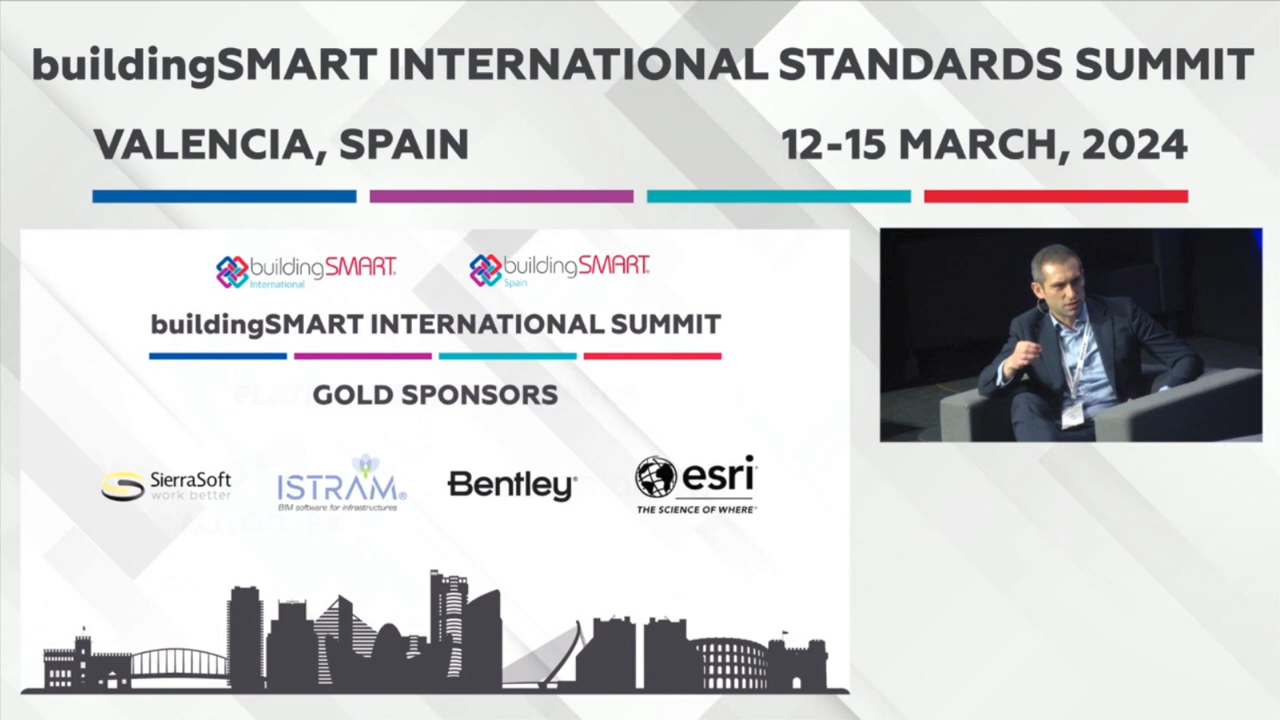 buildingSMART INTERNATIONAL STANDARDS SUMMIT
VALENCIA, SPAIN
12-15 MARCH, 2024
buildingSMART
International
buildingSMART
Spain
buildingSMART INTERNATIONAL SUMMIT
GOLD SPONSORS
SierraSoft
work better
ISTRAM®
BIM software for infrastructures
Bentley®
esri®
THE SCIENCE OF WHERE®